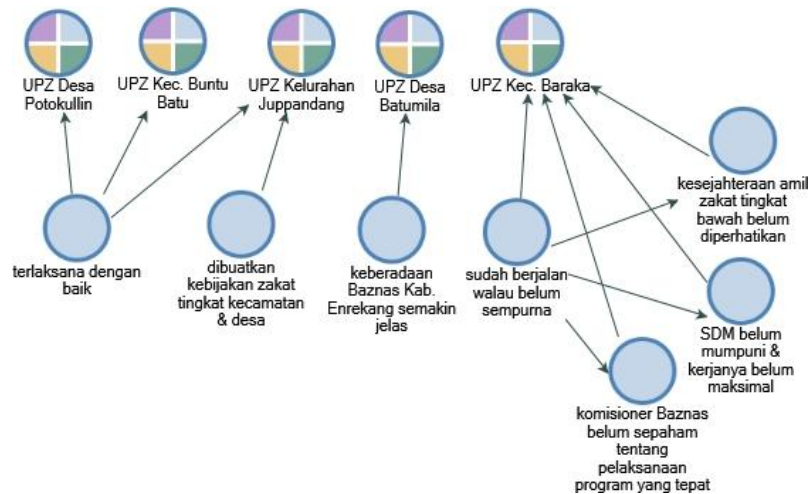 UPZ Desa
Potokullin
UPZ Kec. Buntu
Batu
UPZ Kelurahan
Juppandang
UPZ Desa
Batumila
UPZ Kec. Baraka
terlaksana dengan
baik
dibuatkan
kebijakan zakat
tingkat kecamatan
& desa
keberadaan
Baznas Kab.
Enrekang semakin
jelas
sudah berjalan
walau belum
sempurna
kesejahteraan amil
zakat tingkat
bawah belum
diperhatikan
SDM belum
mumpuni &
kerjanya belum
maksimal
komisioner Baznas
belum sepaham
tentang
pelaksanaan
program yang tepat